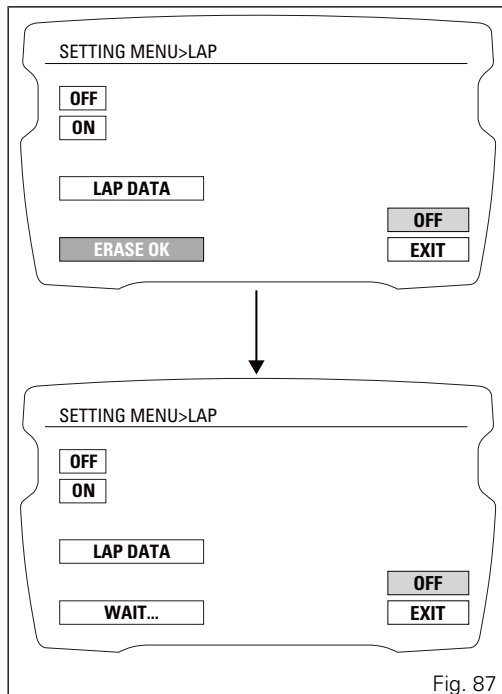 SETTING MENU>LAP
OFF
ON
LAP DATA
OFF
ERASE OK
EXIT
SETTING MENU>LAP
OFF
ON
LAP DATA
OFF
WAIT...
EXIT
Fig. 87